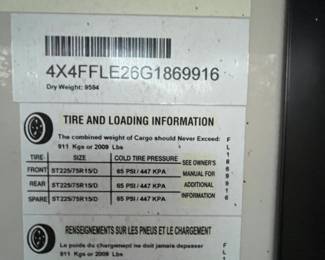 4X4FFLE26G1869916
Dry Weight: 9594
TIRE AND LOADING INFORMATION
The combined weight of Cargo should Never Exceed:
911 Kgs or 2009 Lbs
TIRE SIZE COLD TIRE PRESSURE SEE OWNER'S MANUAL FOR ADDITIONAL INFORMATION
FRONT ST225/75R15/D 65 PSI/ 447 KPA
REAR ST225/75R15/D 65 PSI/ 447 KPA
SPARE ST225/75R15/D 65 PSI/ 447 KPA
FL1869916
RENSEIGNEMENTS SUR LES PNEUS ET LE CHARGEMENT
Le poids du chargement ne doit jamais depasser
911 Kgs or 2009 Lbs
FL1